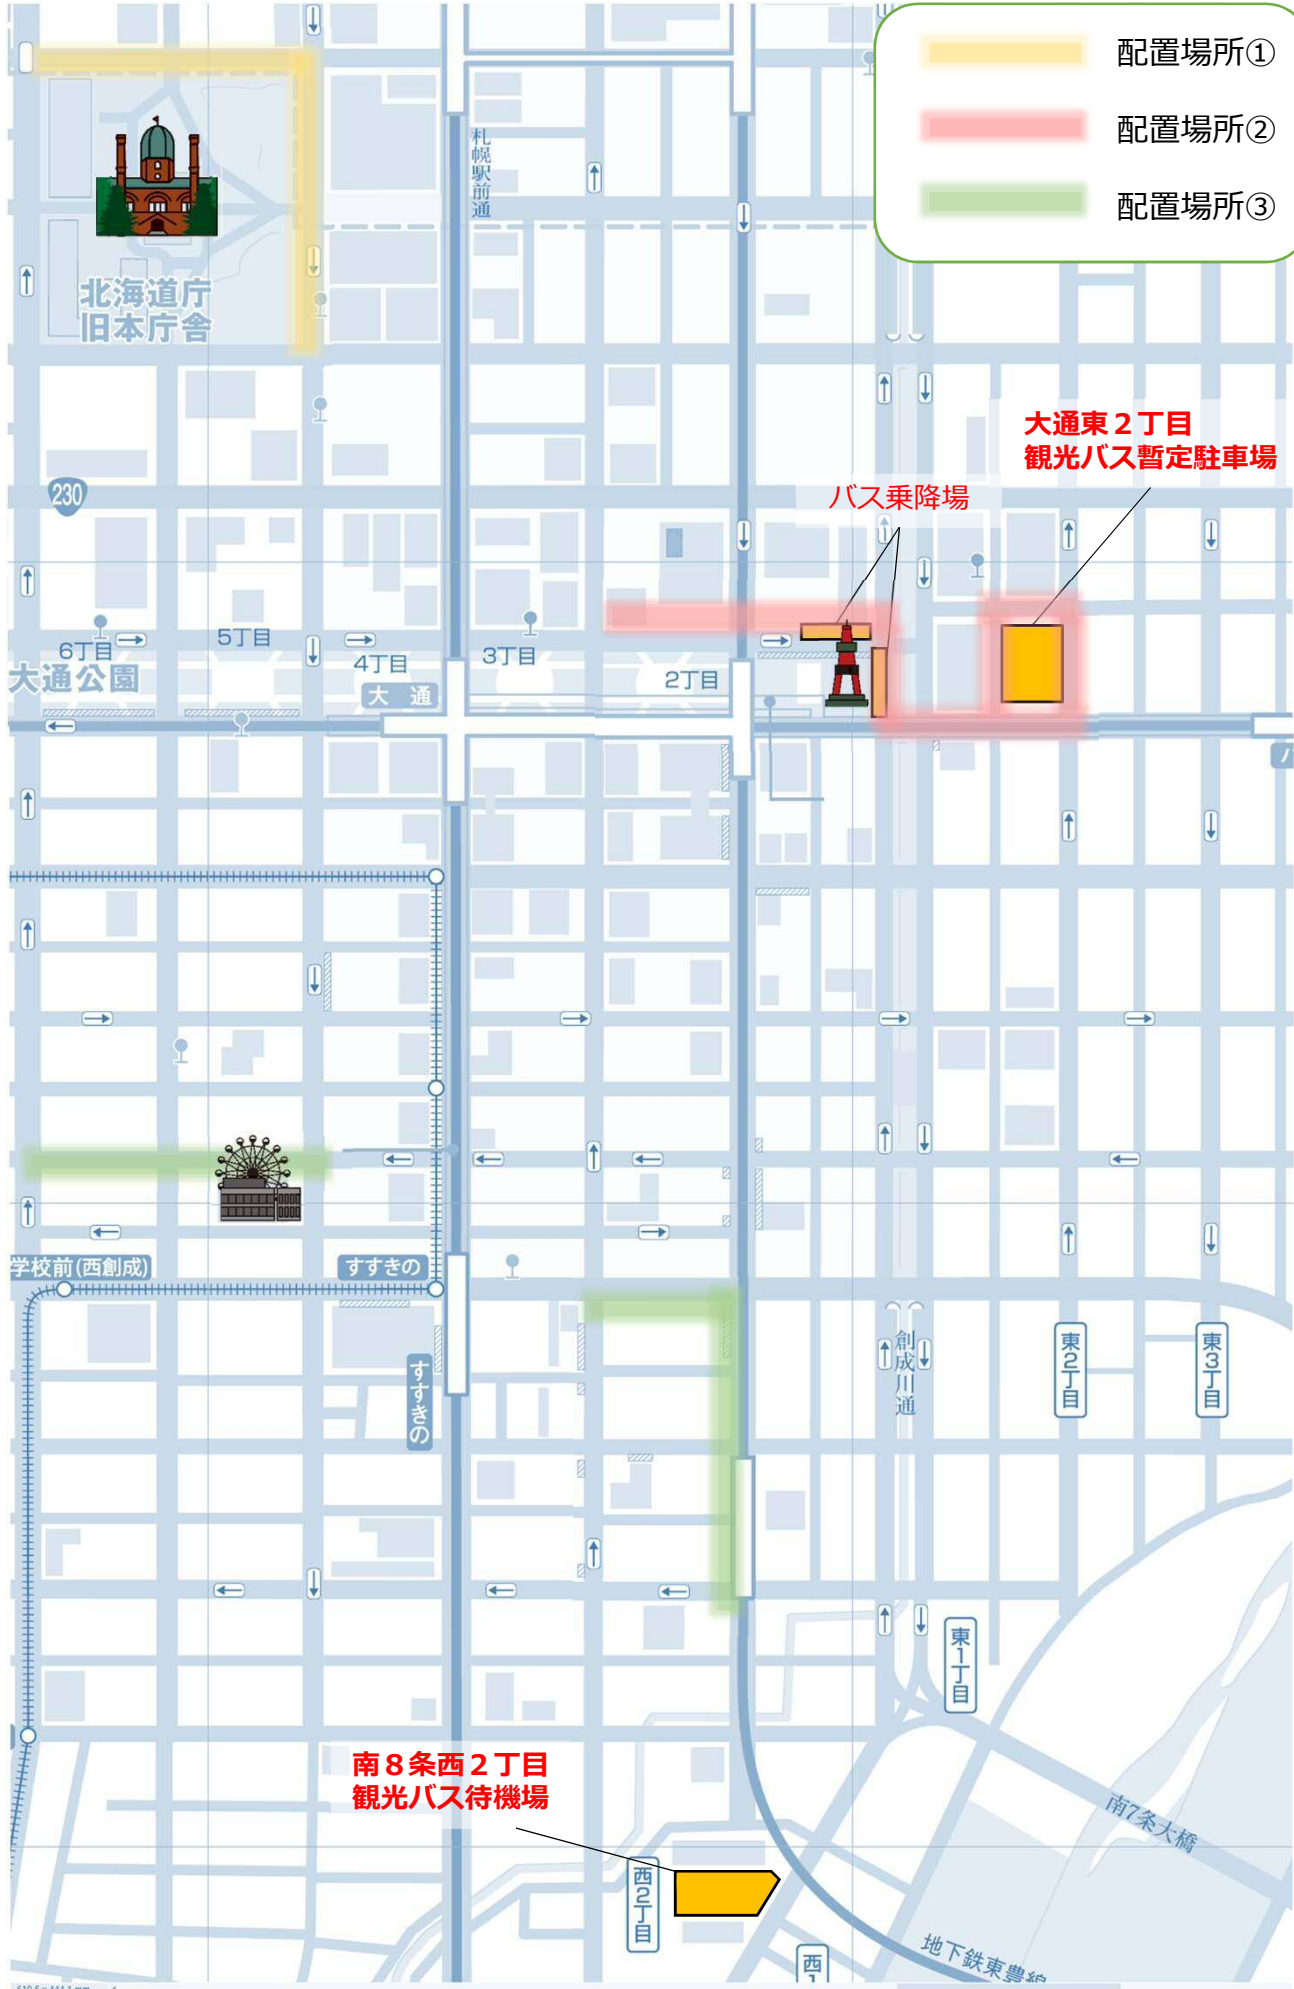 配置場所①
配置場所②
配置場所③
札幌駅前通
北海道庁
旧本庁舎
大通東2丁目
観光バス暫定駐車場
230
バス乗降場
6丁目
5丁目
4丁目
3丁目
2丁目
大通公園
大通
学校前(西創成)
すすきの
すすきの
創成川通
東2丁目
東3丁目
東1丁目
南8条西2丁目
観光バス待機場
南7条大橋
西2丁目
地下鉄東豊線